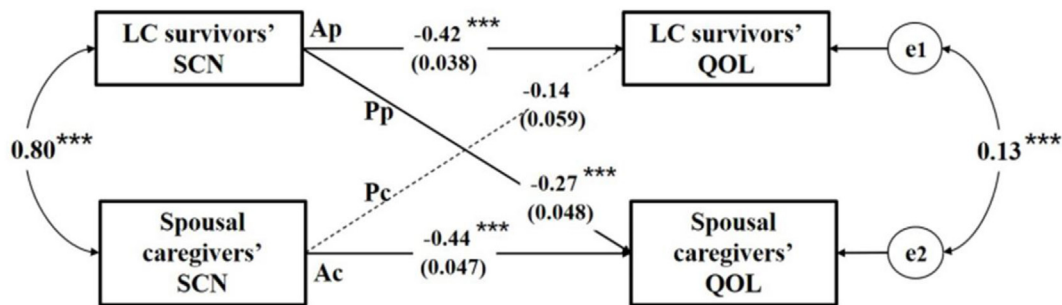 LC survivors’
SCN
Ap
-0.42 ***
(0.038)
LC survivors’
QOL
e1
-0.14
(0.059)
Pp
0.80***
0.13 ***
Pc
-0.27 ***
(0.048)
Spousal
caregivers’
SCN
Ac
-0.44 ***
(0.047)
Spousal
caregivers’
QOL
e2